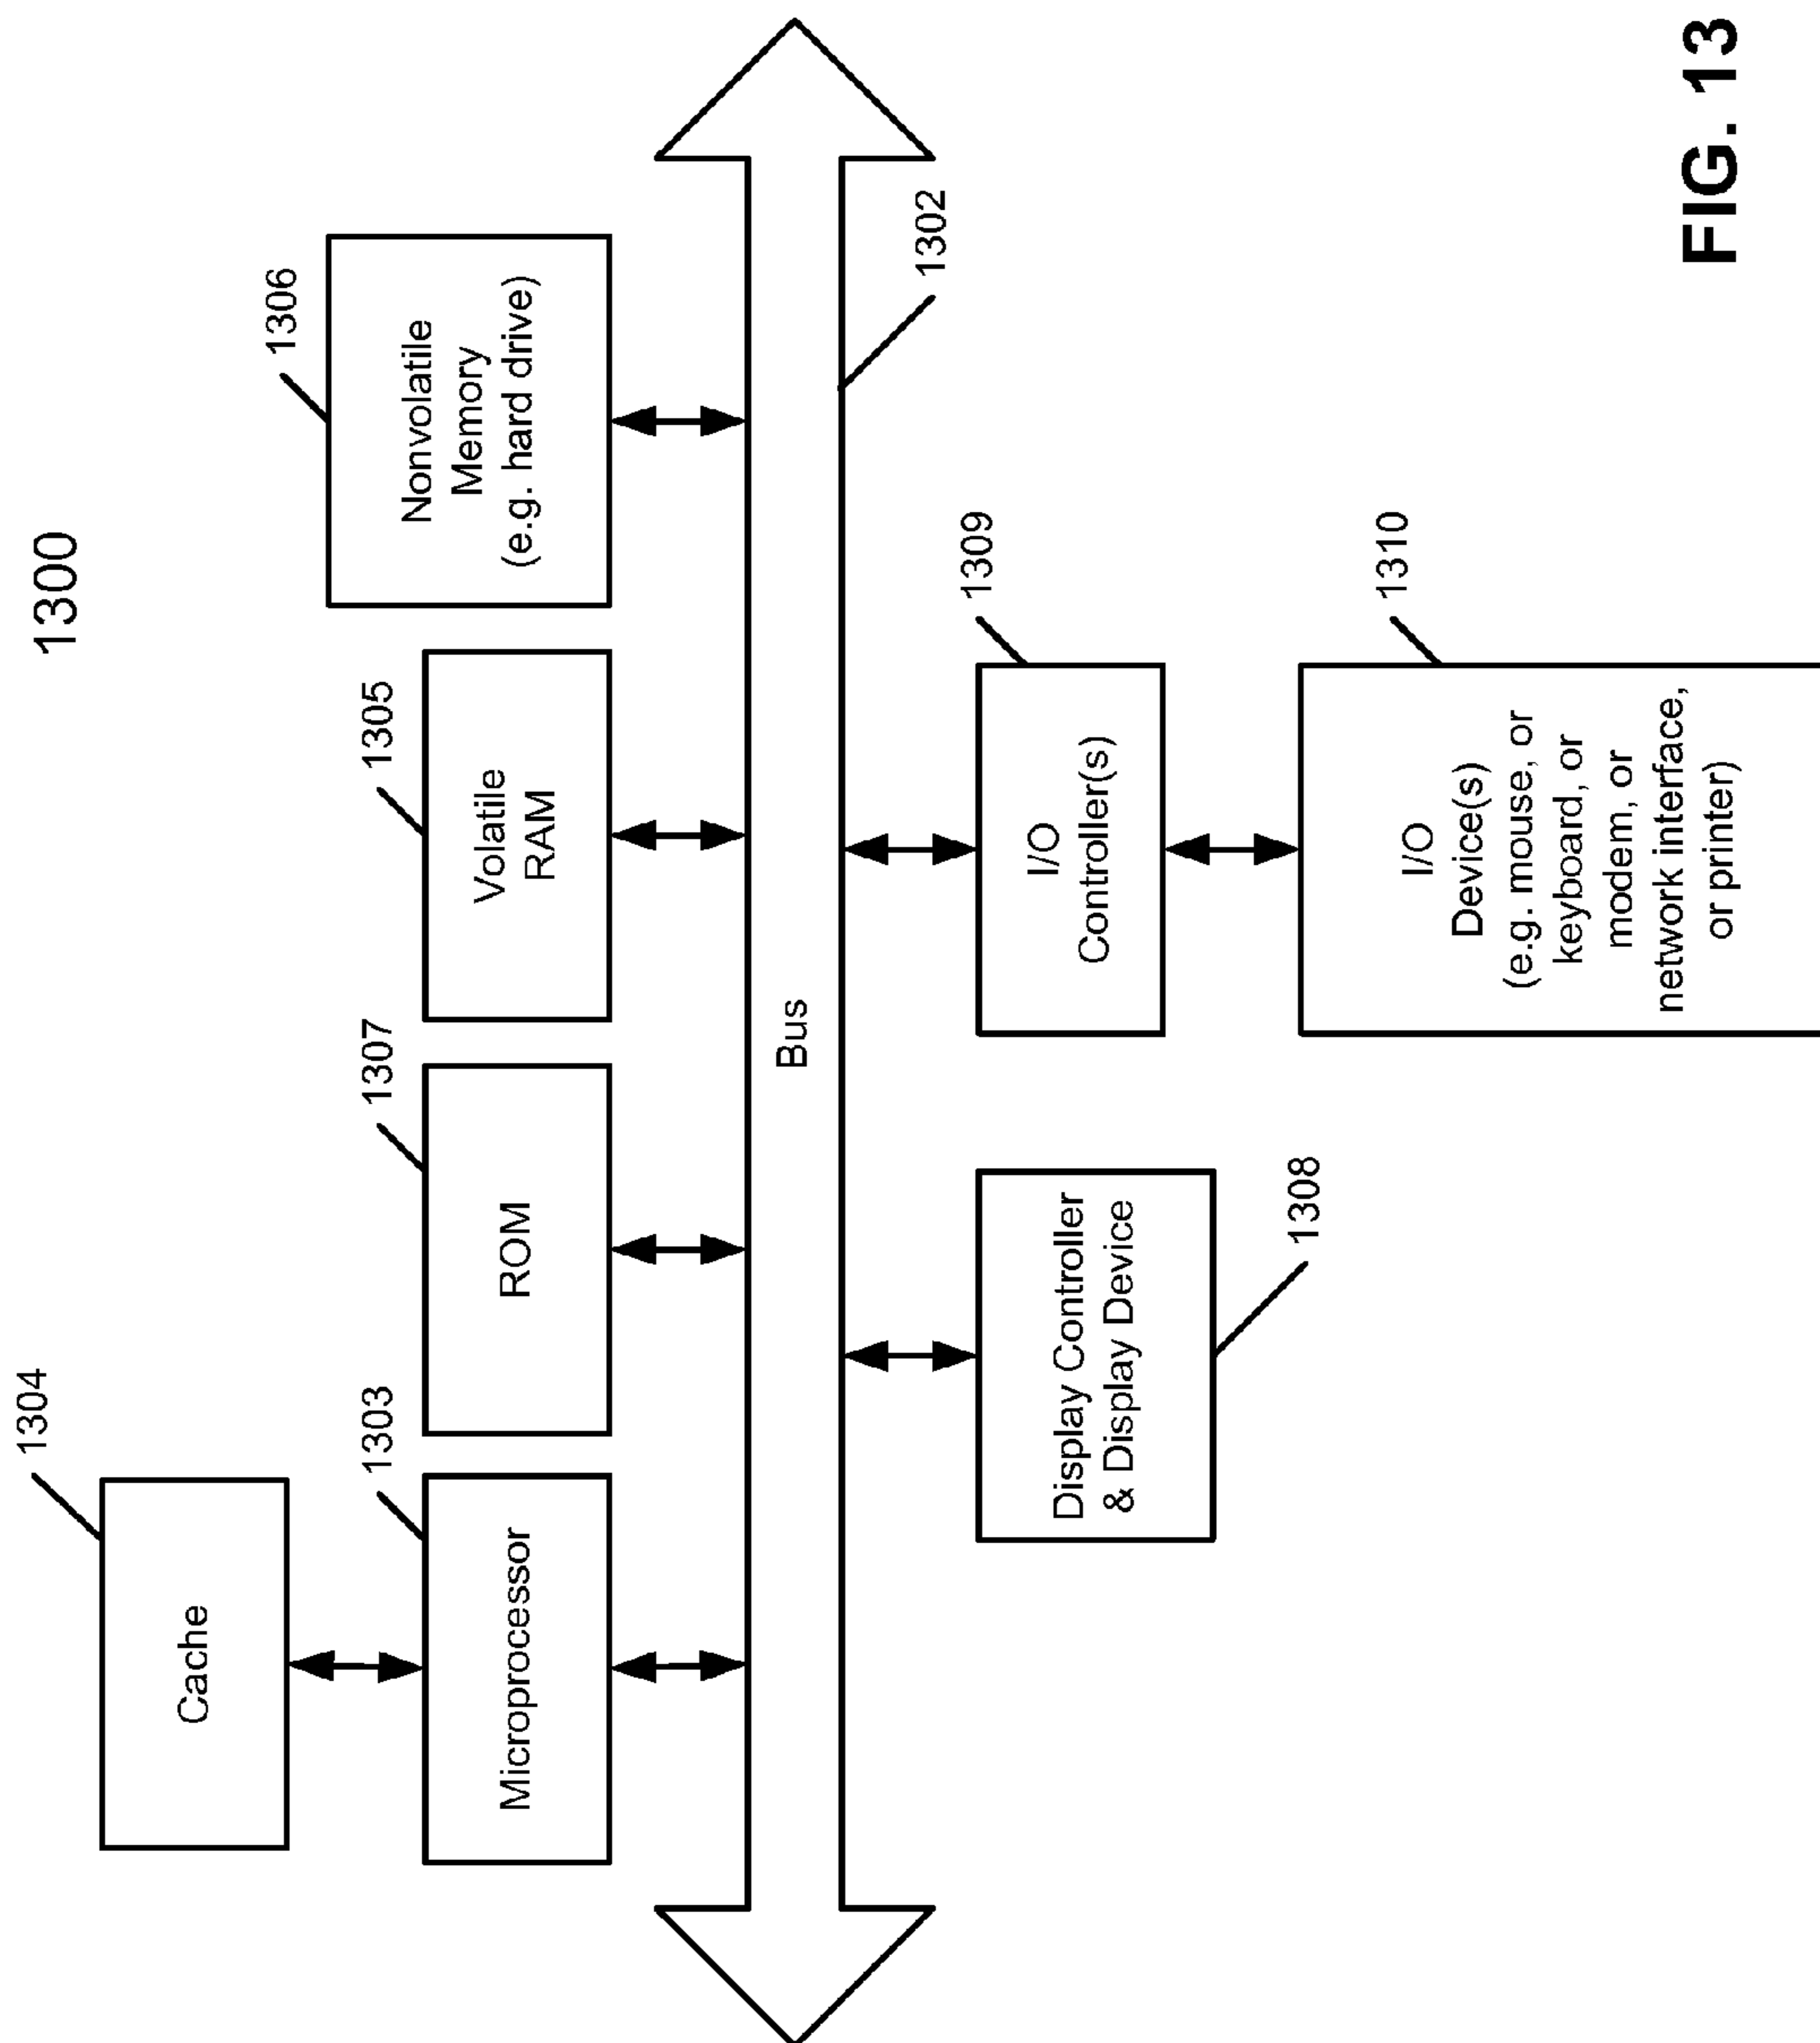 1300
1304
Cache
1303
Microprocessor
1307
ROM
1305
Volatile
RAM
1306
Nonvolatile
Memory
(e.g. hard drive)
Bus
1302
Display Controller
& Display Device
1308
I/O
Controller(s)
1309
I/O
Device(s)
(e.g. mouse, or
keyboard, or
modem, or
network interface,
or printer)
1310
FIG. 13